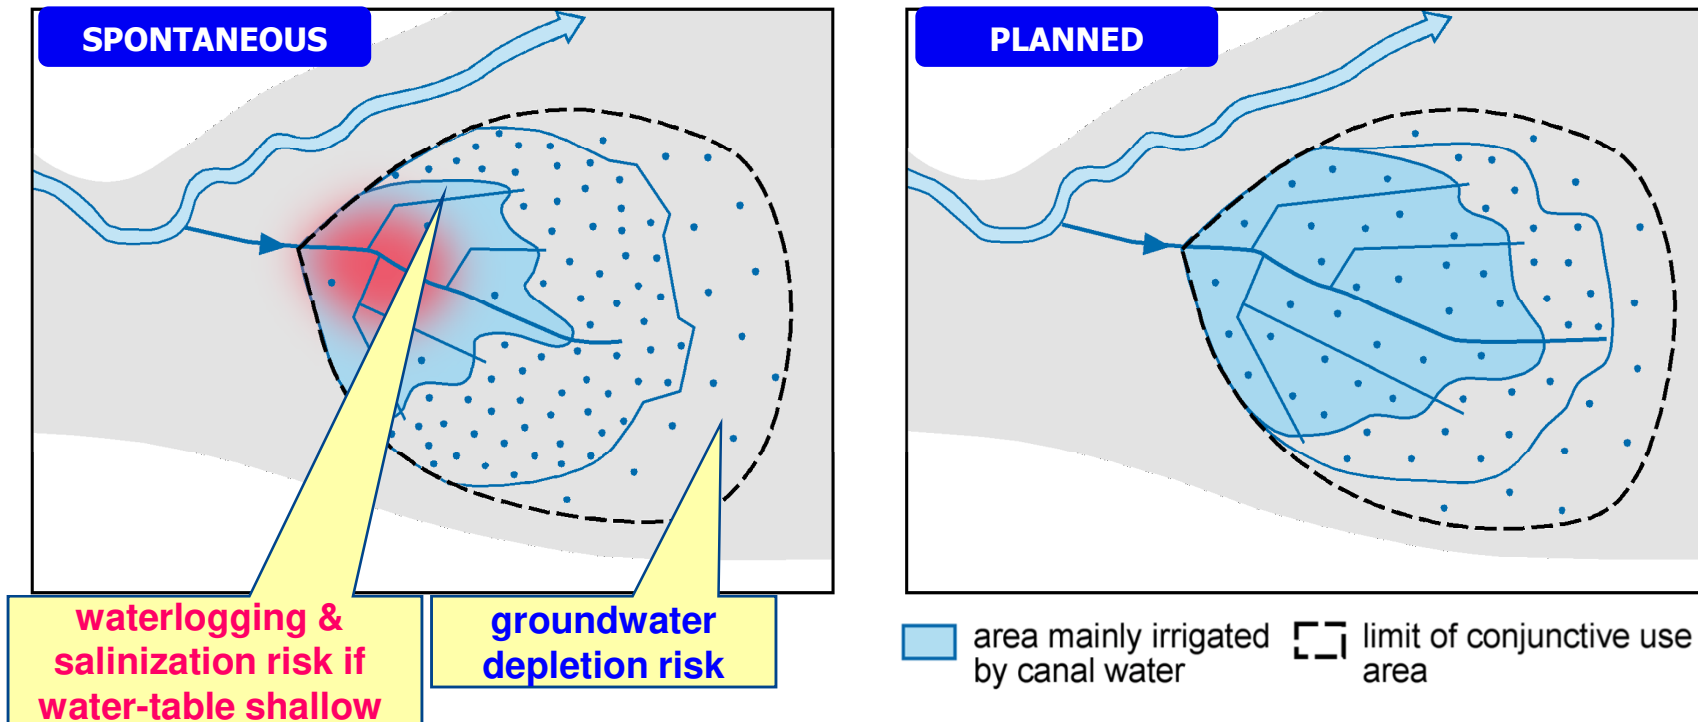 SPONTANEOUS
PLANNED
waterlogging &
salinization risk if
water-table shallow
groundwater
depletion risk
area mainly irrigated
by canal water
limit of conjunctive use
area